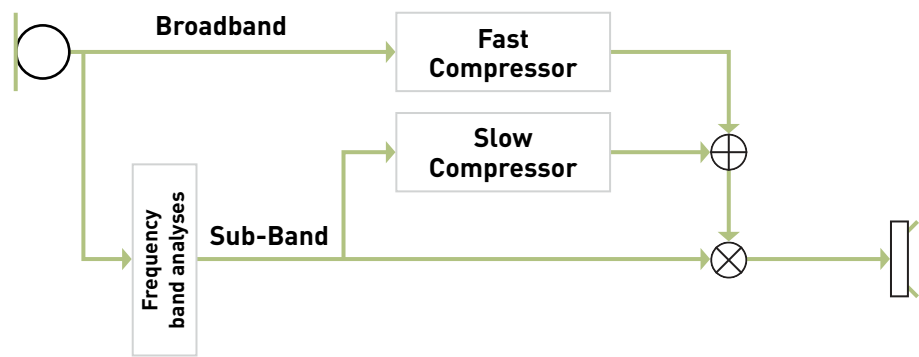 Broadband
Fast
Compressor
Slow
Compressor
Frequency
band analyses
Sub-Band